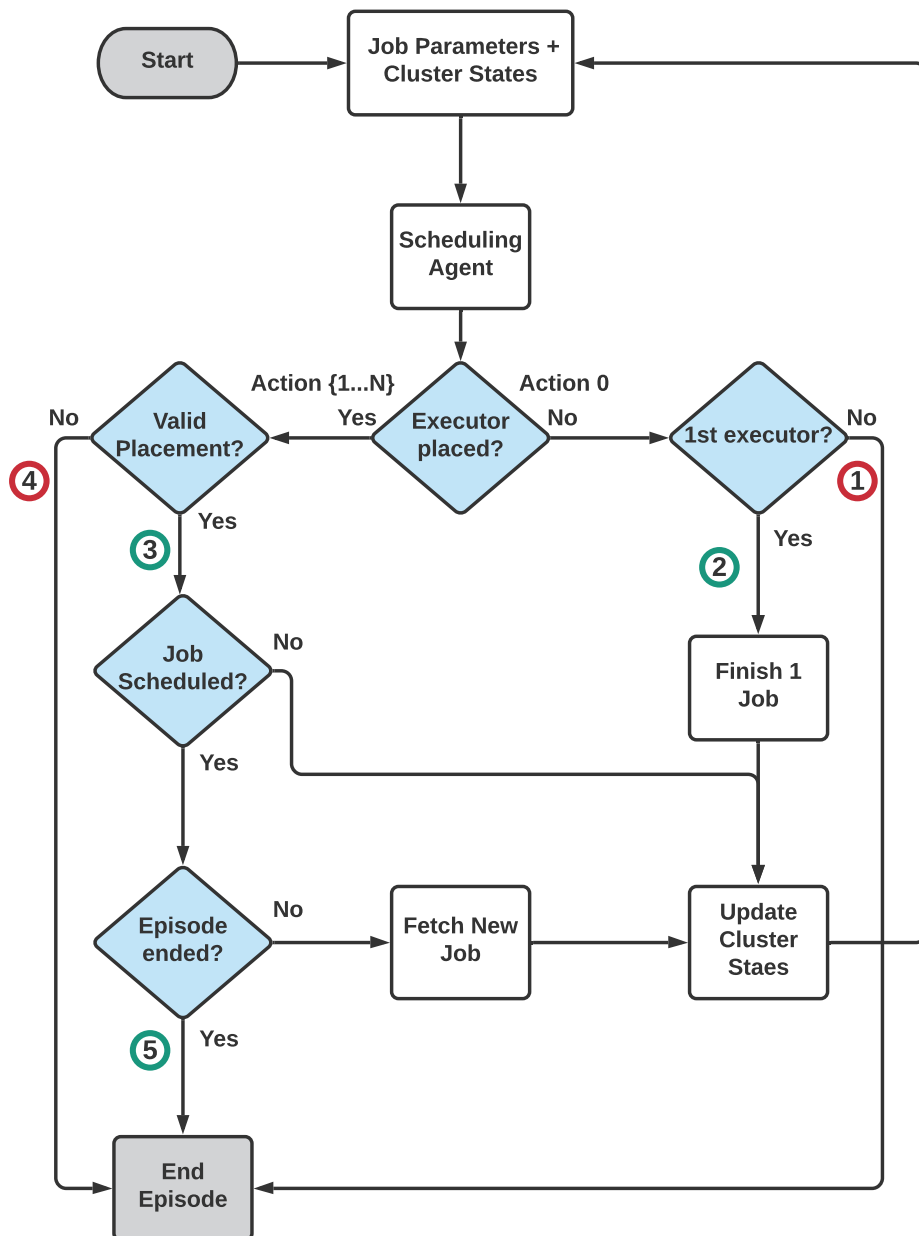 Start
Job Parameters +
Cluster States
Scheduling
Agent
Action {1...N}
Action 0
No
Valid
Placement?
Yes
Executor
placed?
No
1st executor?
No
4
1
Yes
3
Yes
2
Job
Scheduled?
No
Finish 1
Job
Yes
Episode
ended?
No
Fetch New
Job
Update
Cluster
Staes
Yes
5
End
Episode